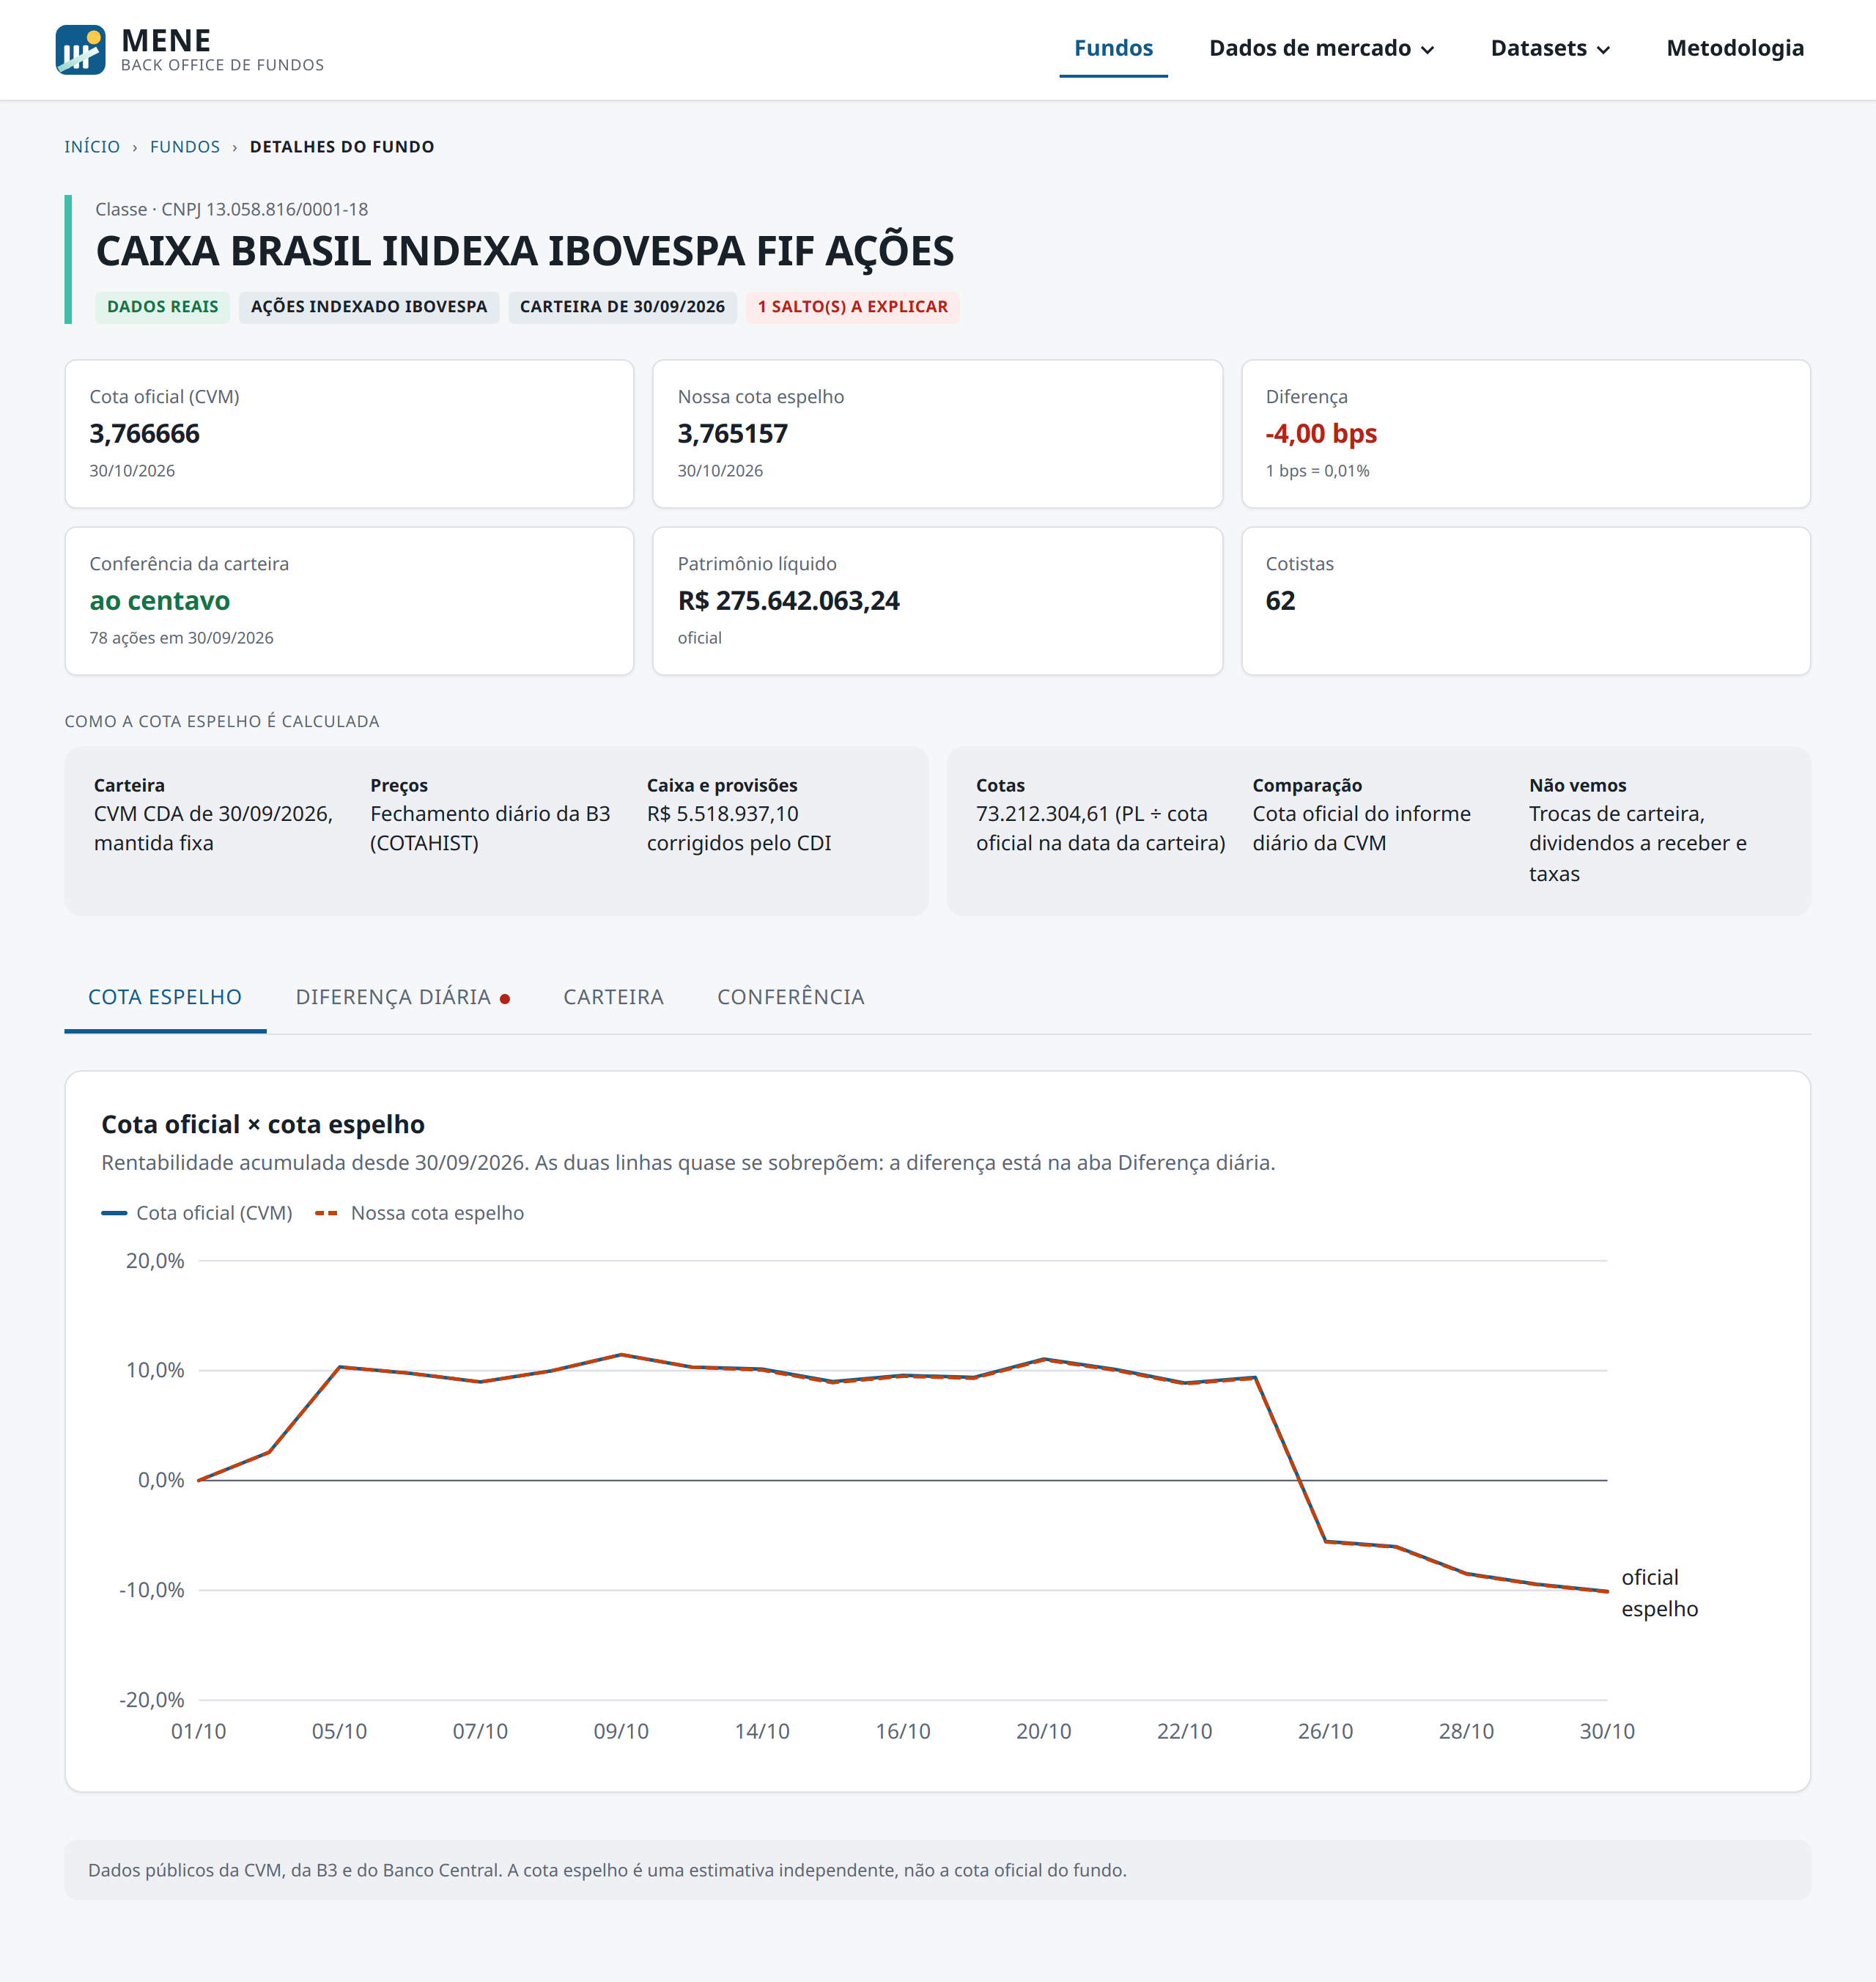 MENE
BACK OFFICE DE FUNDOS
Fundos
Dados de mercado
Datasets
Metodologia
INÍCIO › FUNDOS › DETALHES DO FUNDO
Classe · CNPJ 13.058.816/0001-18
CAIXA BRASIL INDEXA IBOVESPA FIF AÇÕES
DADOS REAIS
AÇÕES INDEXADO IBOVESPA
CARTEIRA DE 30/09/2026
1 SALTO(S) A EXPLICAR
Cota oficial (CVM)
3,766666
30/10/2026
Nossa cota espelho
3,765157
30/10/2026
Diferença
-4,00 bps
1 bps = 0,01%
Conferência da carteira
ao centavo
78 ações em 30/09/2026
Patrimônio líquido
R$ 275.642.063,24
oficial
Cotistas
62
COMO A COTA ESPELHO É CALCULADA
Carteira
CVM CDA de 30/09/2026,
mantida fixa
Preços
Fechamento diário da B3
(COTAHIST)
Caixa e provisões
R$ 5.518.937,10
corrigidos pelo CDI
Cotas
73.212.304,61 (PL ÷ cota
oficial na data da carteira)
Comparação
Cota oficial do informe
diário da CVM
Não vemos
Trocas de carteira,
dividendos a receber e
taxas
COTA ESPELHO
DIFERENÇA DIÁRIA
CARTEIRA
CONFERÊNCIA
Cota oficial × cota espelho
Rentabilidade acumulada desde 30/09/2026. As duas linhas quase se sobrepõem: a diferença está na aba Diferença diária.
Cota oficial (CVM)
Nossa cota espelho
20,0%
10,0%
0,0%
-10,0%
-20,0%
oficial
espelho
01/10
05/10
07/10
09/10
14/10
16/10
20/10
22/10
26/10
28/10
30/10
Dados públicos da CVM, da B3 e do Banco Central. A cota espelho é uma estimativa independente, não a cota oficial do fundo.